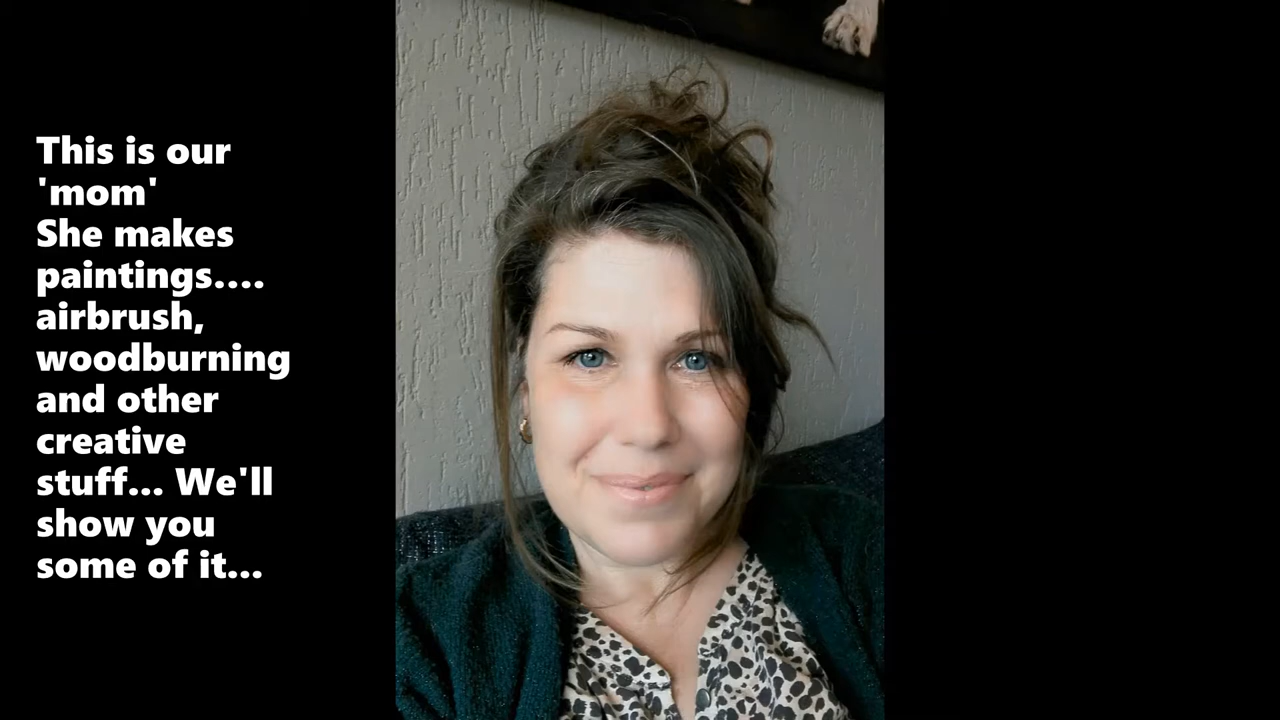 This is our
'mom'
She makes
paintings....
airbrush,
woodburning
and other
creative
stuff... We'll
show you
some of it...